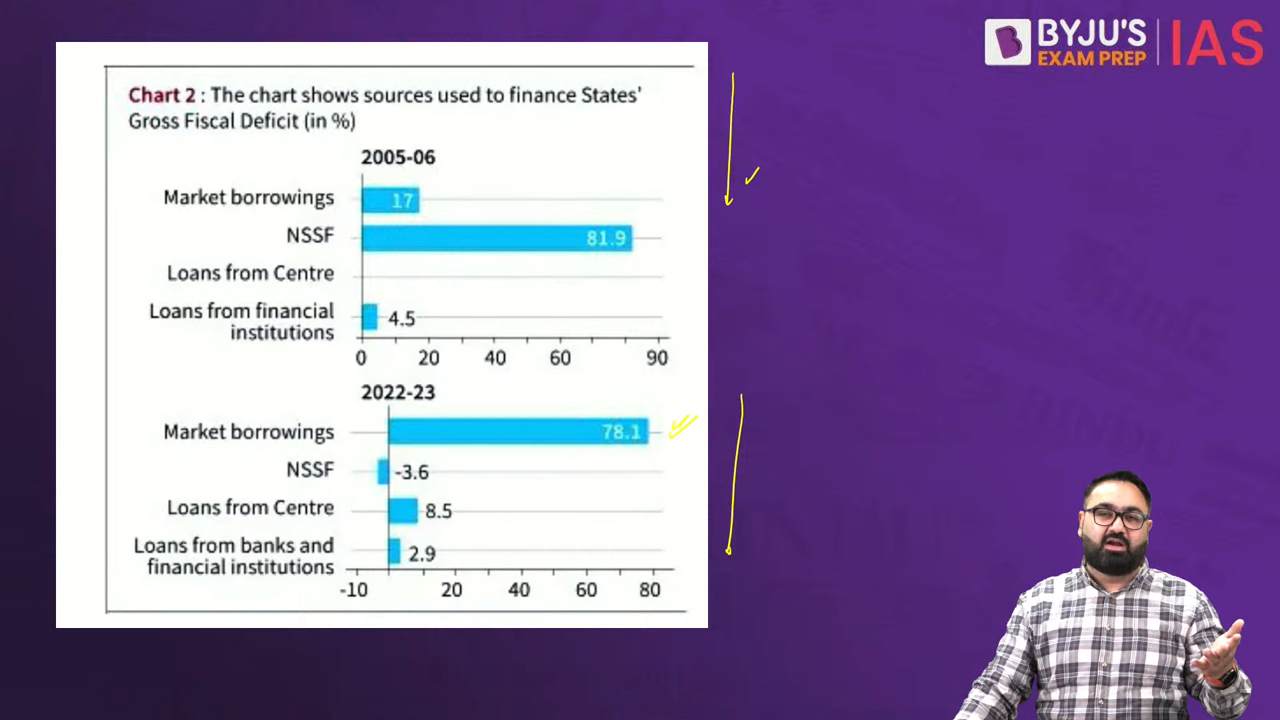 BYJU'S
EXAM PREP
IAS
Chart 2 : The chart shows sources used to finance States'
Gross Fiscal Deficit (in %)
2005-06
Market borrowings 17
NSSF 81.9
Loans from Centre
Loans from financial
institutions 4.5
0 20 40 60 90
2022-23
Market borrowings 78.1
NSSF -3.6
Loans from Centre 8.5
Loans from banks and
financial institutions 2.9
-10 20 40 60 80